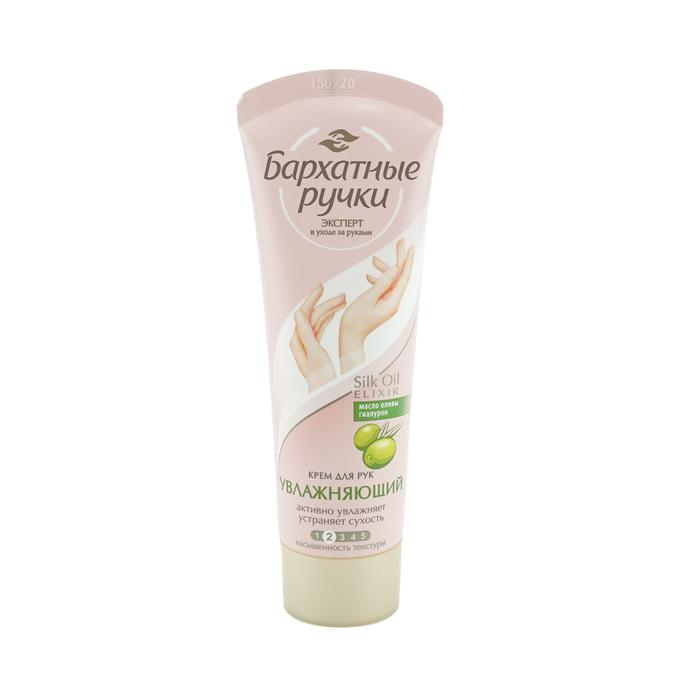 Бархатные
ручки
ЭКСПЕРТ
в уходе за руками
Silk Oil
ELIXIR
масло оливы
гиалурон
КРЕМ ДЛЯ РУК
УВЛАЖНЯЮЩИЙ
активно увлажняет
устраняет сухость
1 2 3 4 5
насыщенность текстуры